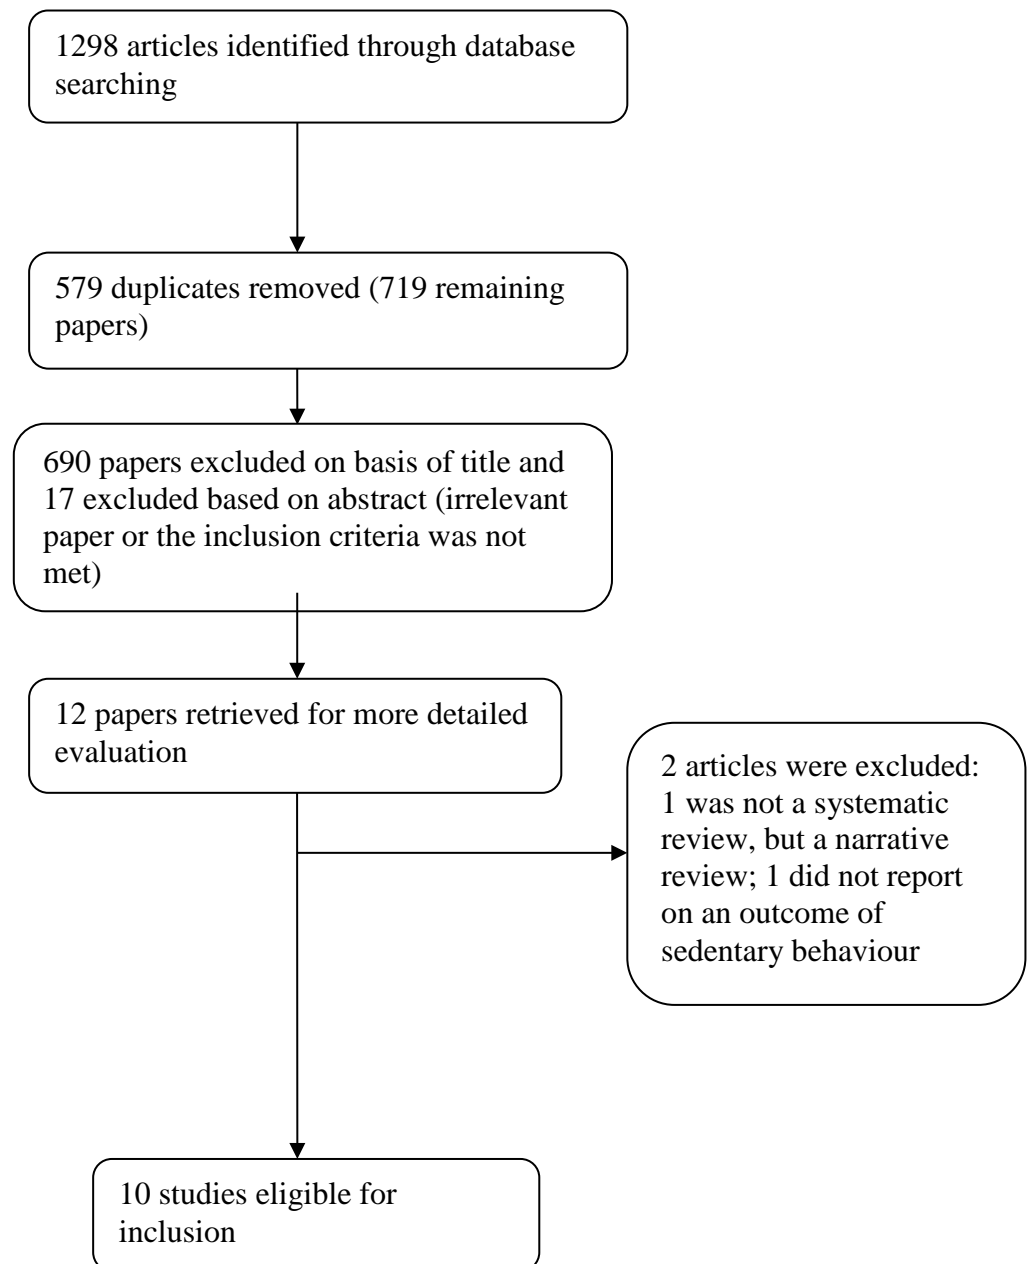 1298 articles identified through database
searching
579 duplicates removed (719 remaining
papers)
690 papers excluded on basis of title and
17 excluded based on abstract (irrelevant
paper or the inclusion criteria was not
met)
12 papers retrieved for more detailed
evaluation
2 articles were excluded:
1 was not a systematic
review, but a narrative
review; 1 did not report
on an outcome of
sedentary behaviour
10 studies eligible for
inclusion